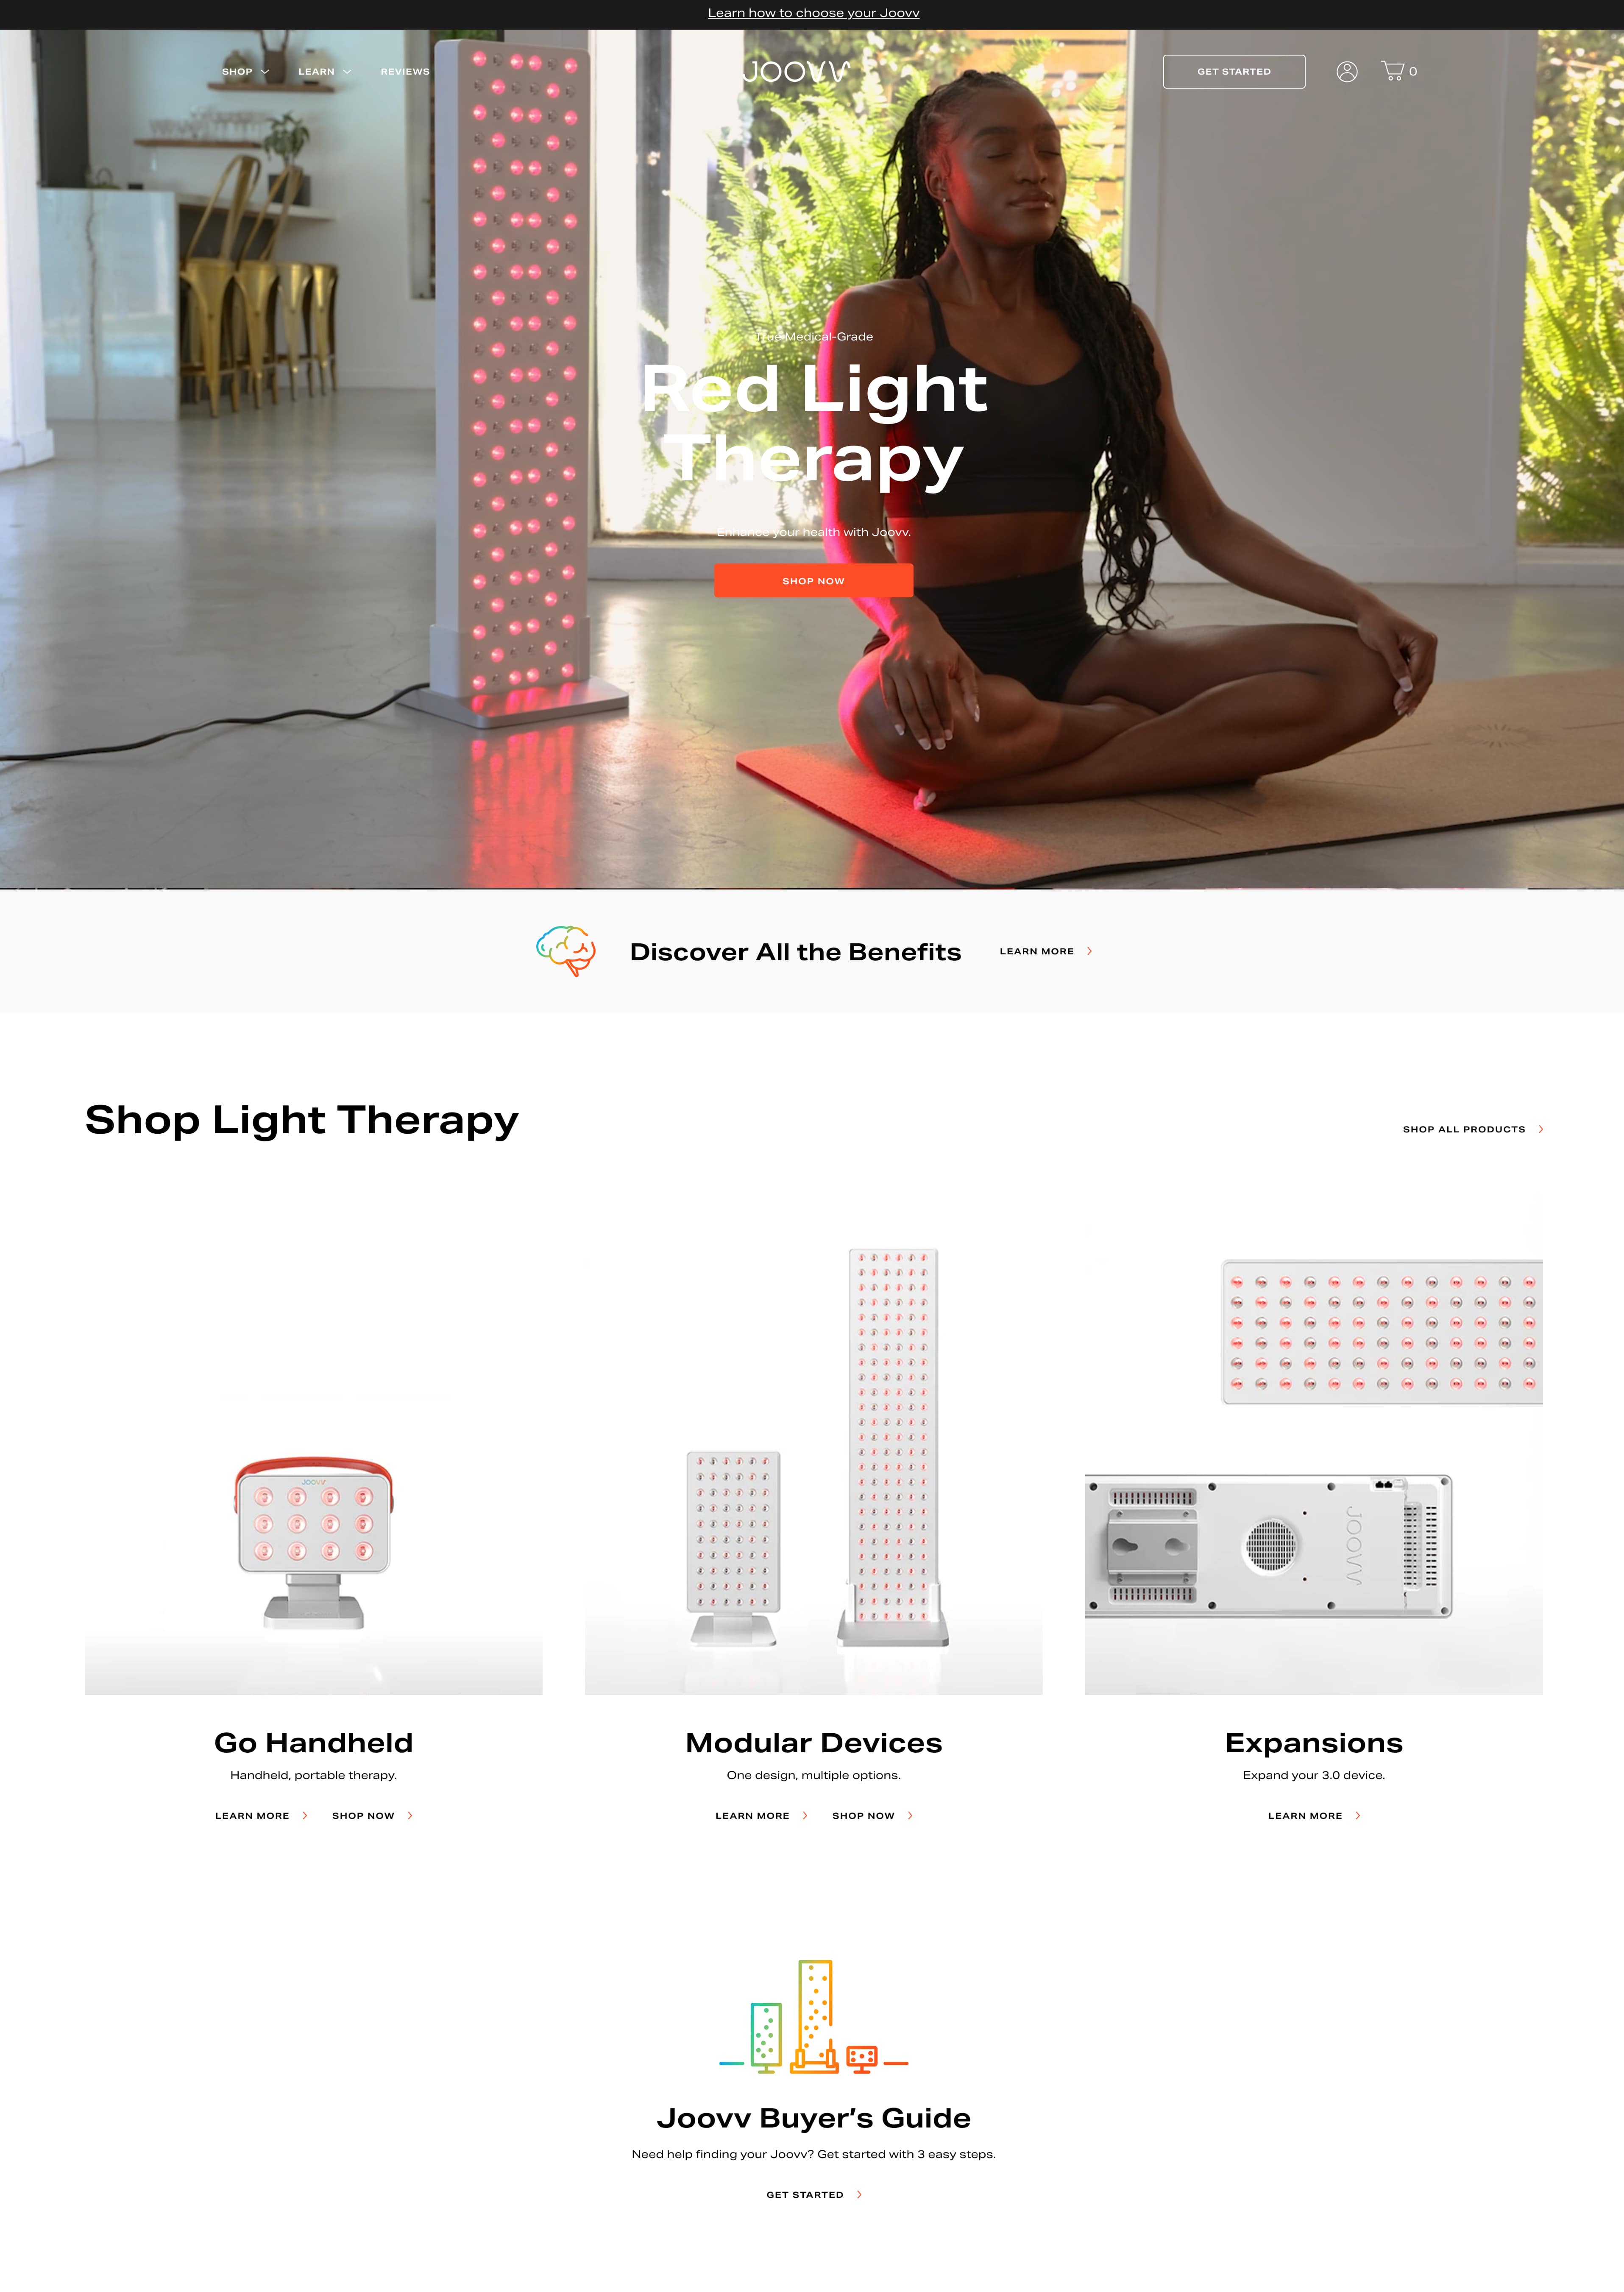 Learn how to choose your Joovv
SHOP
LEARN
REVIEWS
JOOVV
GET STARTED
0
True Medical-Grade
Red Light
Therapy
Enhance your health with Joovv.
SHOP NOW
Discover All the Benefits
LEARN MORE
Shop Light Therapy
SHOP ALL PRODUCTS
JOOVV
JOOVV
Go Handheld
Handheld, portable therapy.
LEARN MORE
SHOP NOW
Modular Devices
One design, multiple options.
LEARN MORE
SHOP NOW
Expansions
Expand your 3.0 device.
LEARN MORE
Joovv Buyer's Guide
Need help finding your Joovv? Get started with 3 easy steps.
GET STARTED